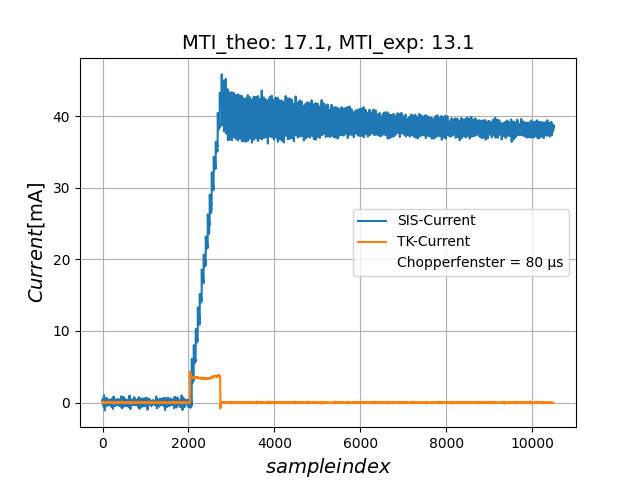 MTI_theo: 17.1, MTI_exp: 13.1
Current[mA]
40
30
20
10
0
SIS-Current
TK-Current
Chopperfenster = 80 µs
0 2000 4000 6000 8000 10000
sampleindex